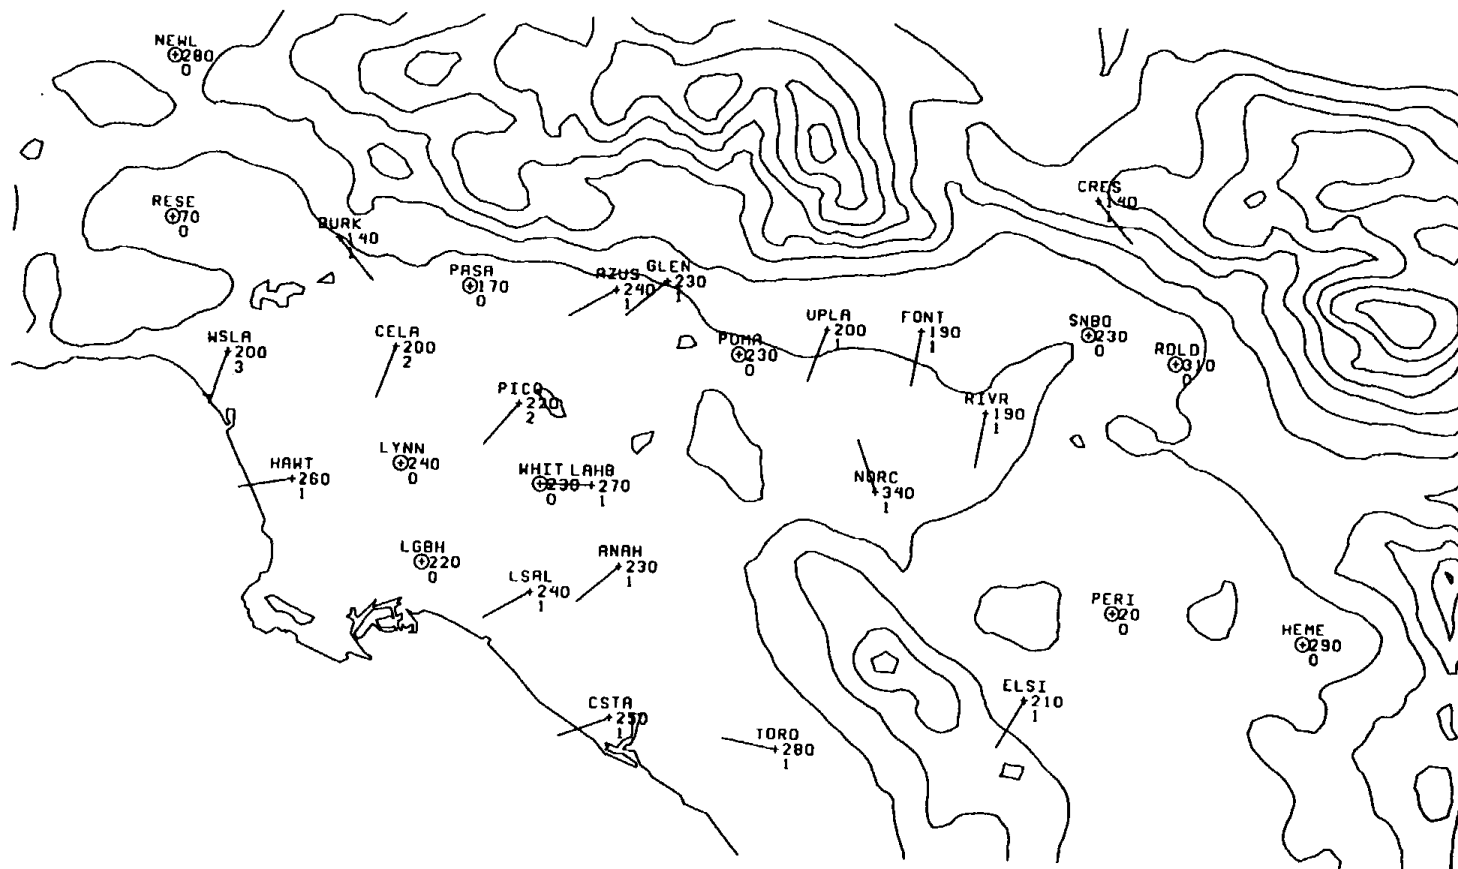 NEWL
280
0
RESE
70
0
BURK
140
1
CRES
140
1
PASA
170
0
AZUS
240
1
GLEN
230
1
WSLA
200
3
CELA
200
2
POMA
230
0
UPLA
200
1
FONT
190
1
SNBO
230
0
ROLD
310
0
PICO
220
2
RIVR
190
1
HAWT
260
1
LYNN
240
0
WHIT
230
0
LAHB
270
1
NORC
340
1
LGBH
220
0
LSAL
240
1
ANAH
230
1
PERI
20
0
HEME
290
0
CSTA
250
1
TORO
280
1
ELSI
210
1